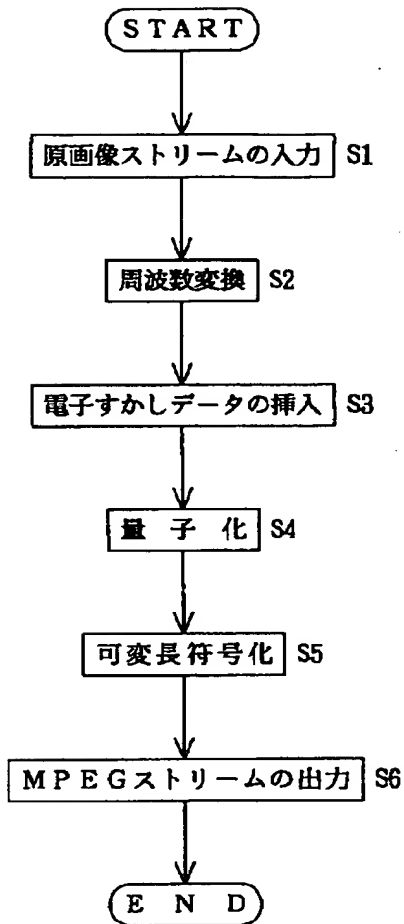 START
原画像ストリームの入力 S1
周波数変換 S2
電子すかしデータの挿入 S3
量子化 S4
可変長符号化 S5
MPEGストリームの出力 S6
END